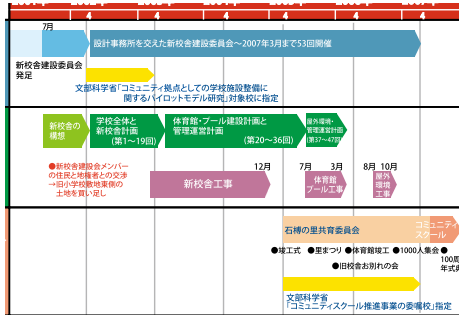 4 4 4 4 4
7月
設計事務所を交えた新校舎建設委員会〜2007年3月まで53回開催
新校舎建設委員会
発足
文部科学省「コミュニティ拠点としての学校施設整備に
関するパイロットモデル研究」対象校に指定
新校舎の
構想
学校全体と
新校舎計画
(第1〜19回)
体育館・プール建設計画と
管理運営計画
(第20〜36回)
屋外環境・
管理運営計画
(第37〜47回)
●新校舎建設会メンバー
の住民と地権者との交渉
→旧小学校敷地東側の
土地を買い足し
12月
新校舎工事
7月 3月
体育館
プール工事
8月 10月
屋外
環境
工事
石榑の里共育委員会
コミュニティ
スクール
●竣工式 ●里まつり ●体育館竣工 ●1000人集会 ●
●旧校舎お別れの会
100周
年式典
文部科学省
「コミュニティスクール推進事業の委嘱校」指定